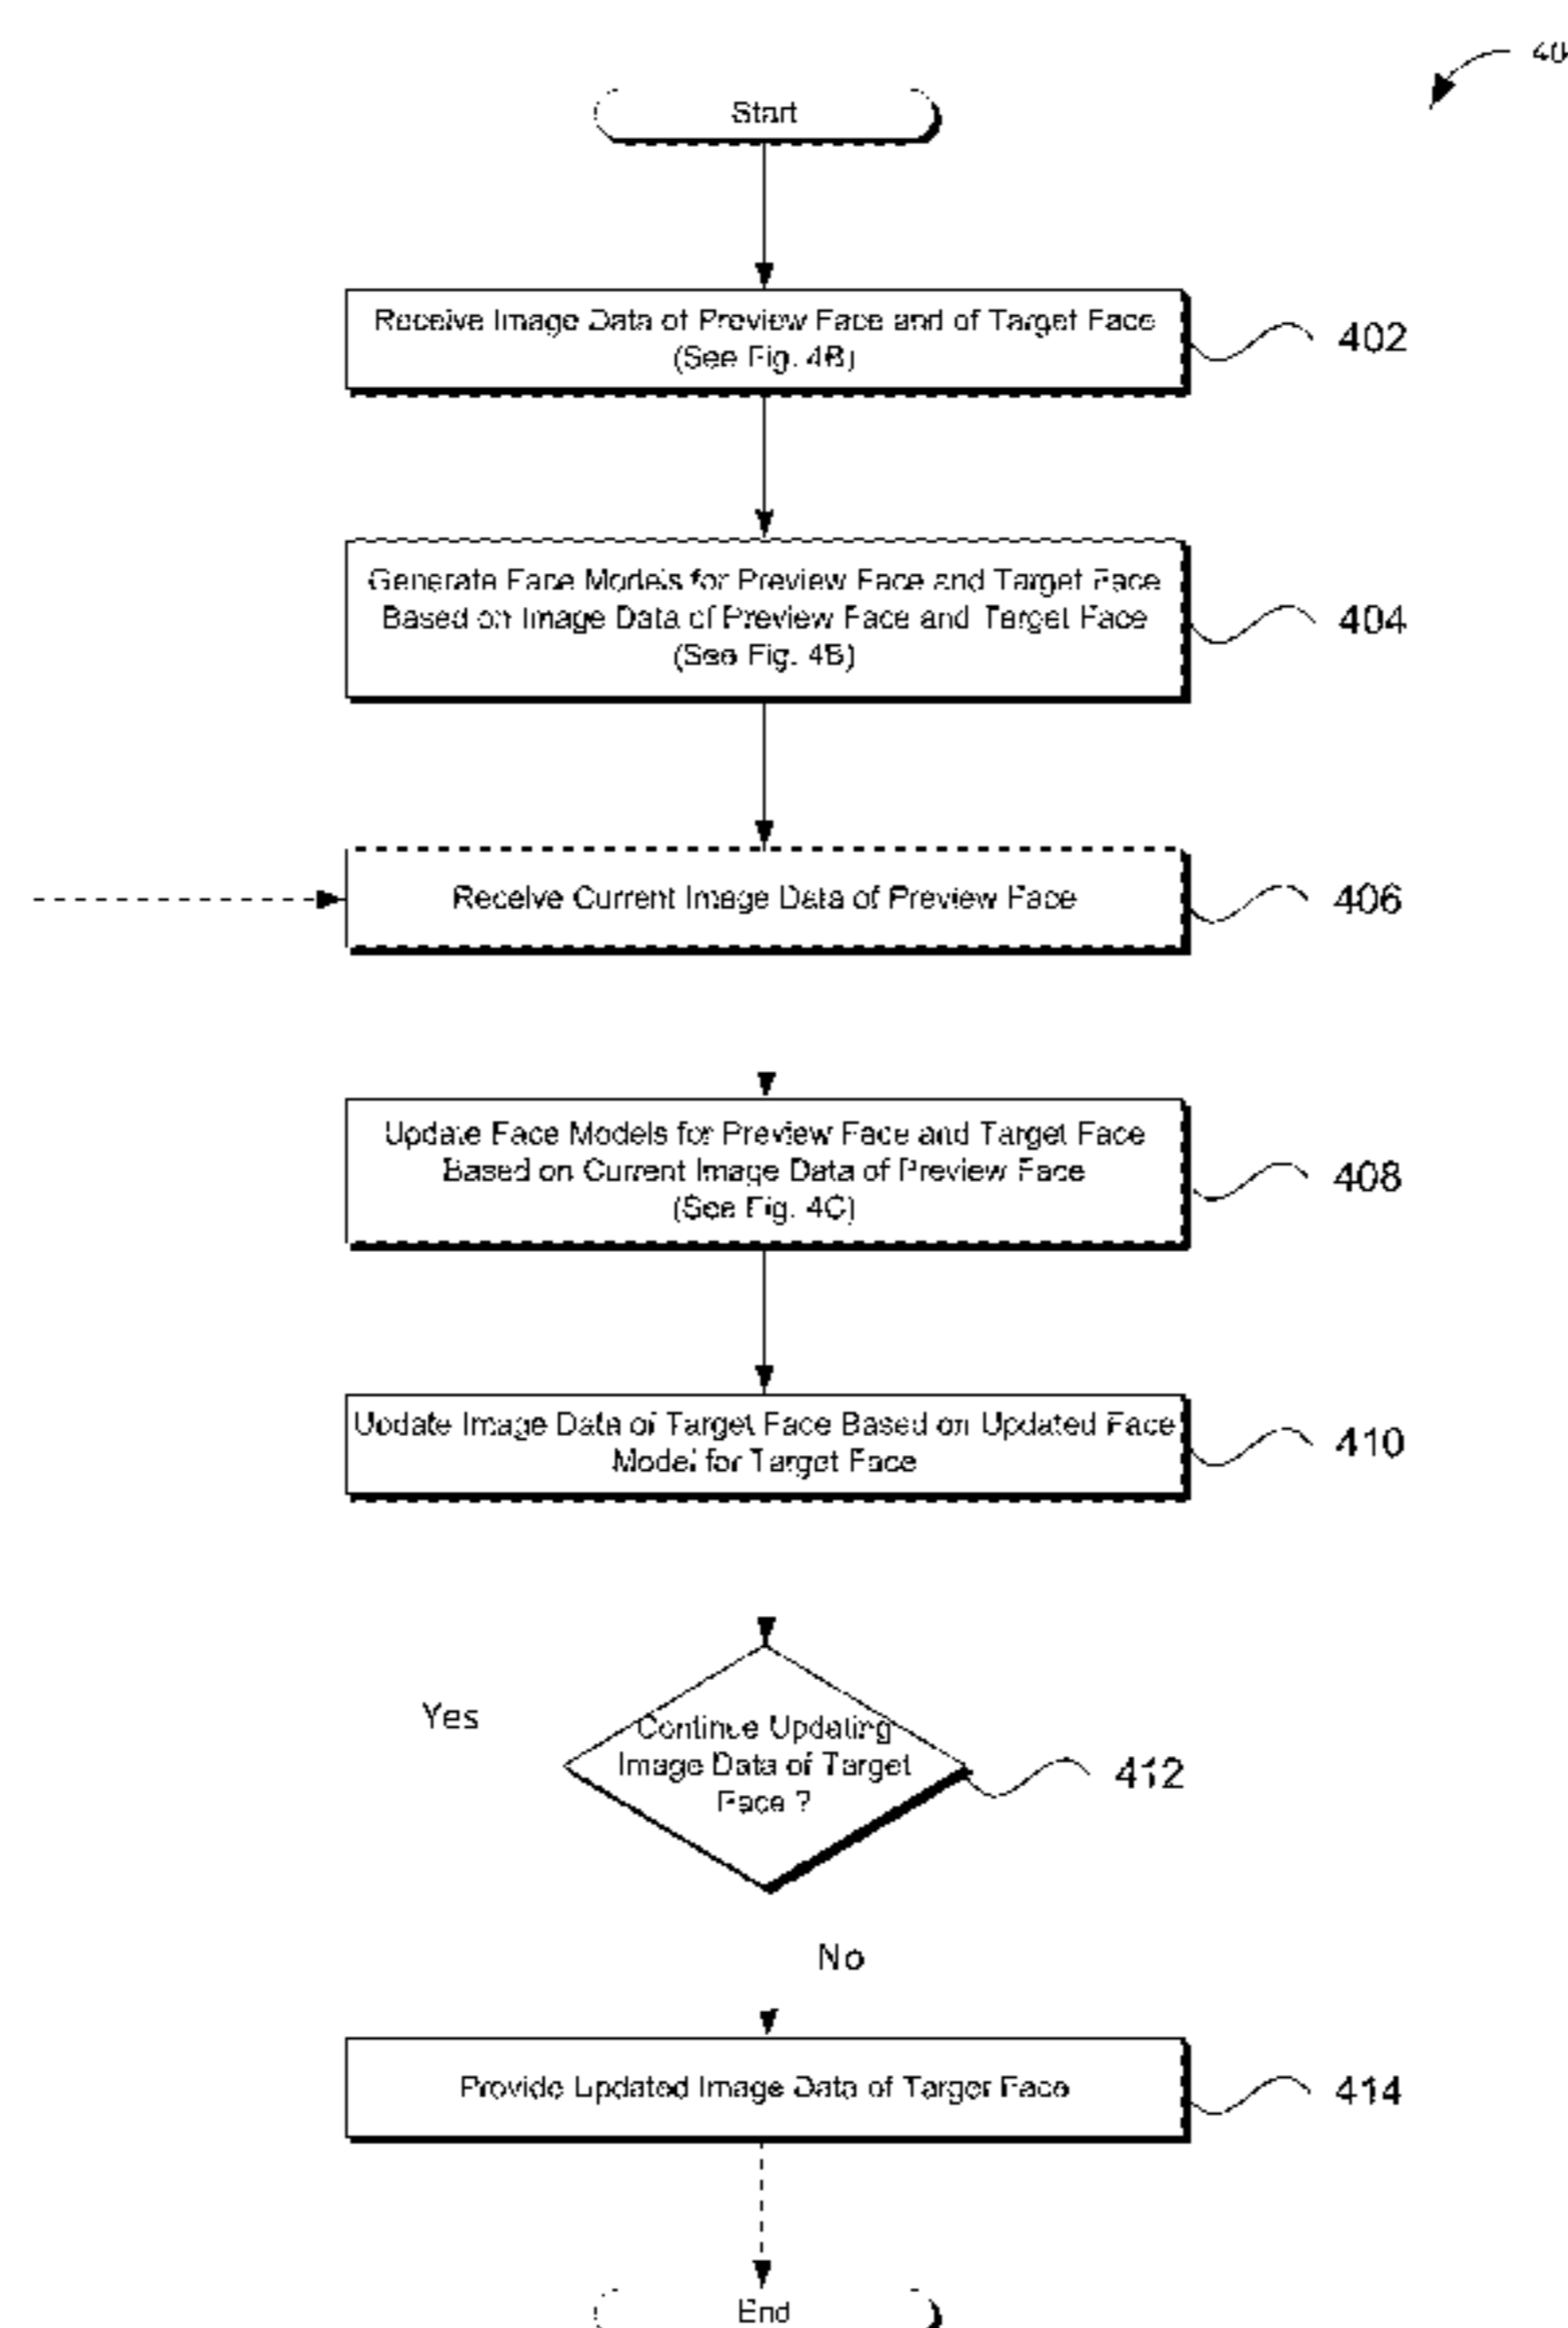 40
Start
Receive Image Data of Preview Face and of Target Face
(See Fig. 4B)
402
Generate Face Models for Preview Face and Target Face
Based on Image Data of Preview Face and Target Face
(See Fig. 4B)
404
Receive Current Image Data of Preview Face
406
Update Face Models for Preview Face and Target Face
Based on Current Image Data of Preview Face
(See Fig. 4C)
408
Update Image Data of Target Face Based on Updated Face
Model for Target Face
410
Yes
Continue Updating
Image Data of Target
Face ?
412
No
Provide Updated Image Data of Target Face
414
End